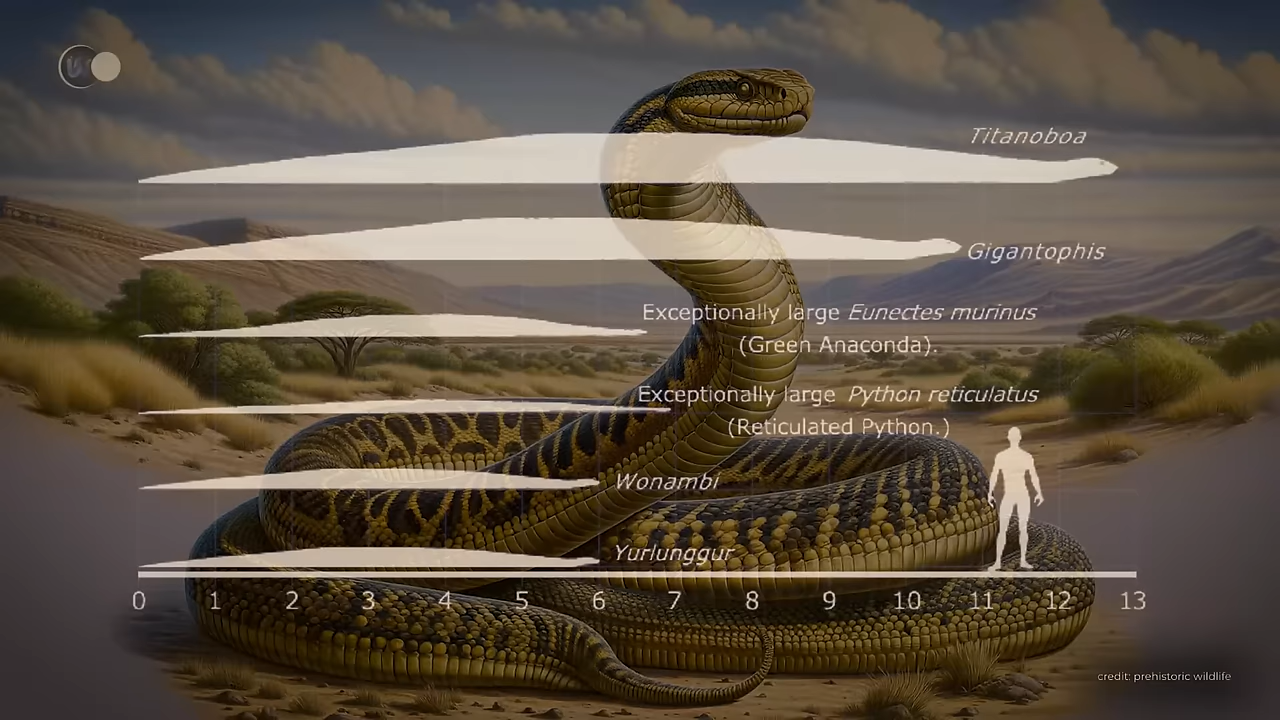 Titanoboa
Gigantophis
Exceptionally large Eunectes murinus
(Green Anaconda).
Exceptionally large Python reticulatus
(Reticulated Python.)
Wonambi
Yurlunggur
0 1 2 3 4 5 6 7 8 9 10 11 12 13
credit: prehistoric wildlife